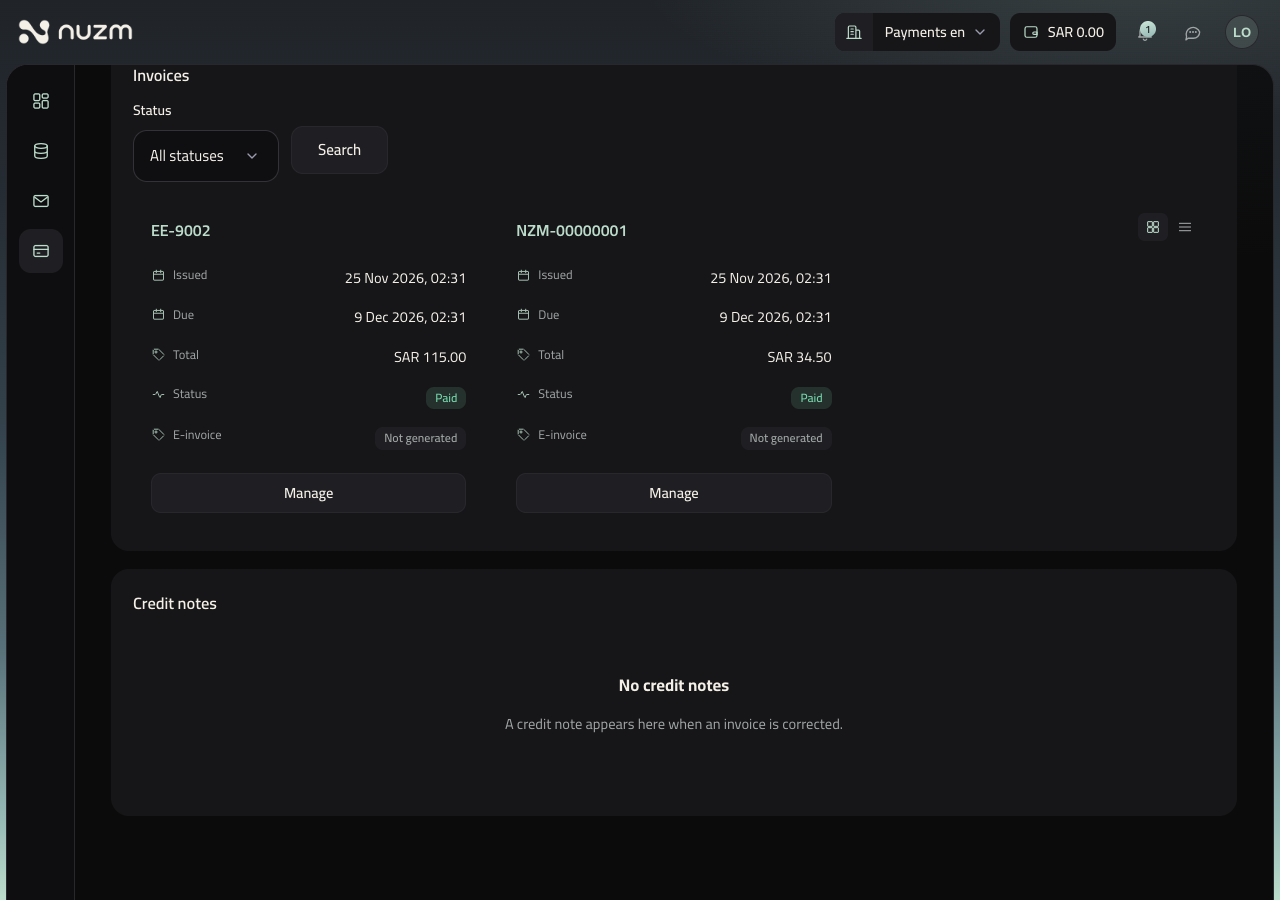 nuzm
Payments en
SAR 0.00
1
LO
Invoices
Status
All statuses
Search
EE-9002
Issued
25 Nov 2026, 02:31
Due
9 Dec 2026, 02:31
Total
SAR 115.00
Status
Paid
E-invoice
Not generated
Manage
NZM-00000001
Issued
25 Nov 2026, 02:31
Due
9 Dec 2026, 02:31
Total
SAR 34.50
Status
Paid
E-invoice
Not generated
Manage
Credit notes
No credit notes
A credit note appears here when an invoice is corrected.